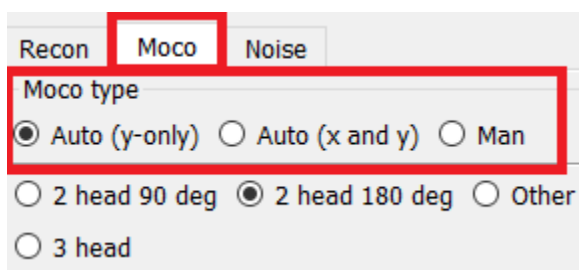 Recon Moco Noise
Moco type
Auto (y-only) Auto (x and y) Man
2 head 90 deg 2 head 180 deg Other
3 head